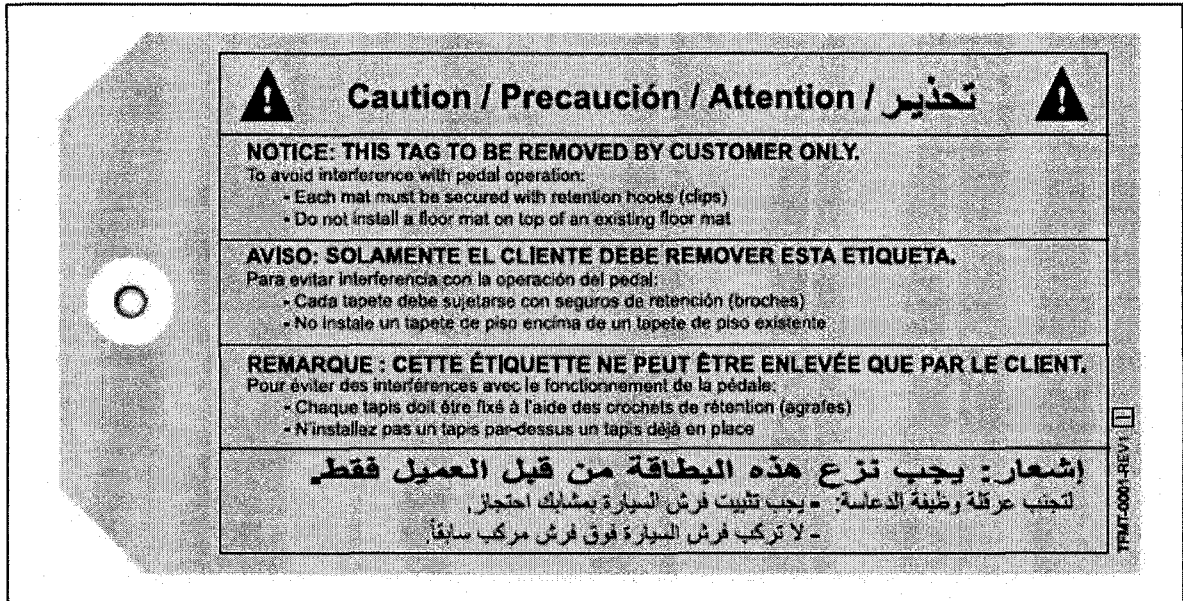 Caution / Precaución / Attention / تحذير
NOTICE: THIS TAG TO BE REMOVED BY CUSTOMER ONLY.
To avoid interference with pedal operation:
- Each mat must be secured with retention hooks (clips)
- Do not install a floor mat on top of an existing floor mat
AVISO: SOLAMENTE EL CLIENTE DEBE REMOVER ESTA ETIQUETA.
Para evitar interferencia con la operación del pedal:
- Cada tapete debe sujetarse con seguros de retención (broches)
- No instale un tapete de piso encima de un tapete de piso existente
REMARQUE : CETTE ÉTIQUETTE NE PEUT ÊTRE ENLEVÉE QUE PAR LE CLIENT.
Pour éviter des interférences avec le fonctionnement de la pédale:
- Chaque tapis doit être fixé à l'aide des crochets de rétention (agrafes)
- N'installez pas un tapis par-dessus un tapis déjà en place
إشعار: يجب نزع هذه البطاقة من قبل العميل فقط.
لتجنب عرقلة وظيفة الدعاسة: - يجب تثبيت فرش السيارة بمشابك احتجاز.
- لا تركب فرش السيارة فوق فرش مركب سابقاً.
TRMT-0001-REV1